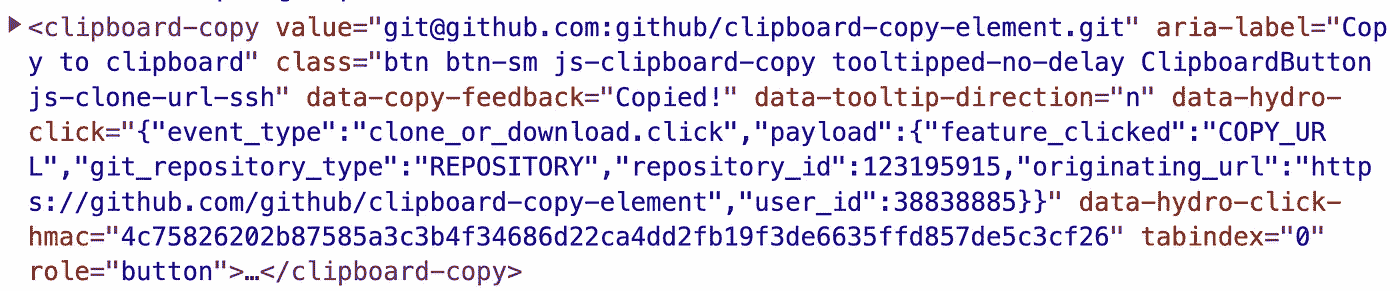 <clipboard-copy value="git@github.com:github/clipboard-copy-element.git" aria-label="Cop
y to clipboard" class="btn btn-sm js-clipboard-copy tooltipped-no-delay ClipboardButton
js-clone-url-ssh" data-copy-feedback="Copied!" data-tooltip-direction="n" data-hydro-
click="{"event_type":"clone_or_download.click","payload":{"feature_clicked":"COPY_UR
L","git_repository_type":"REPOSITORY","repository_id":123195915,"originating_url":"http
s://github.com/github/clipboard-copy-element","user_id":38838885}}" data-hydro-click-
hmac="4c75826202b87585a3c3b4f34686d22ca4dd2fb19f3de6635ffd857de5c3cf26" tabindex="0"
role="button">…</clipboard-copy>